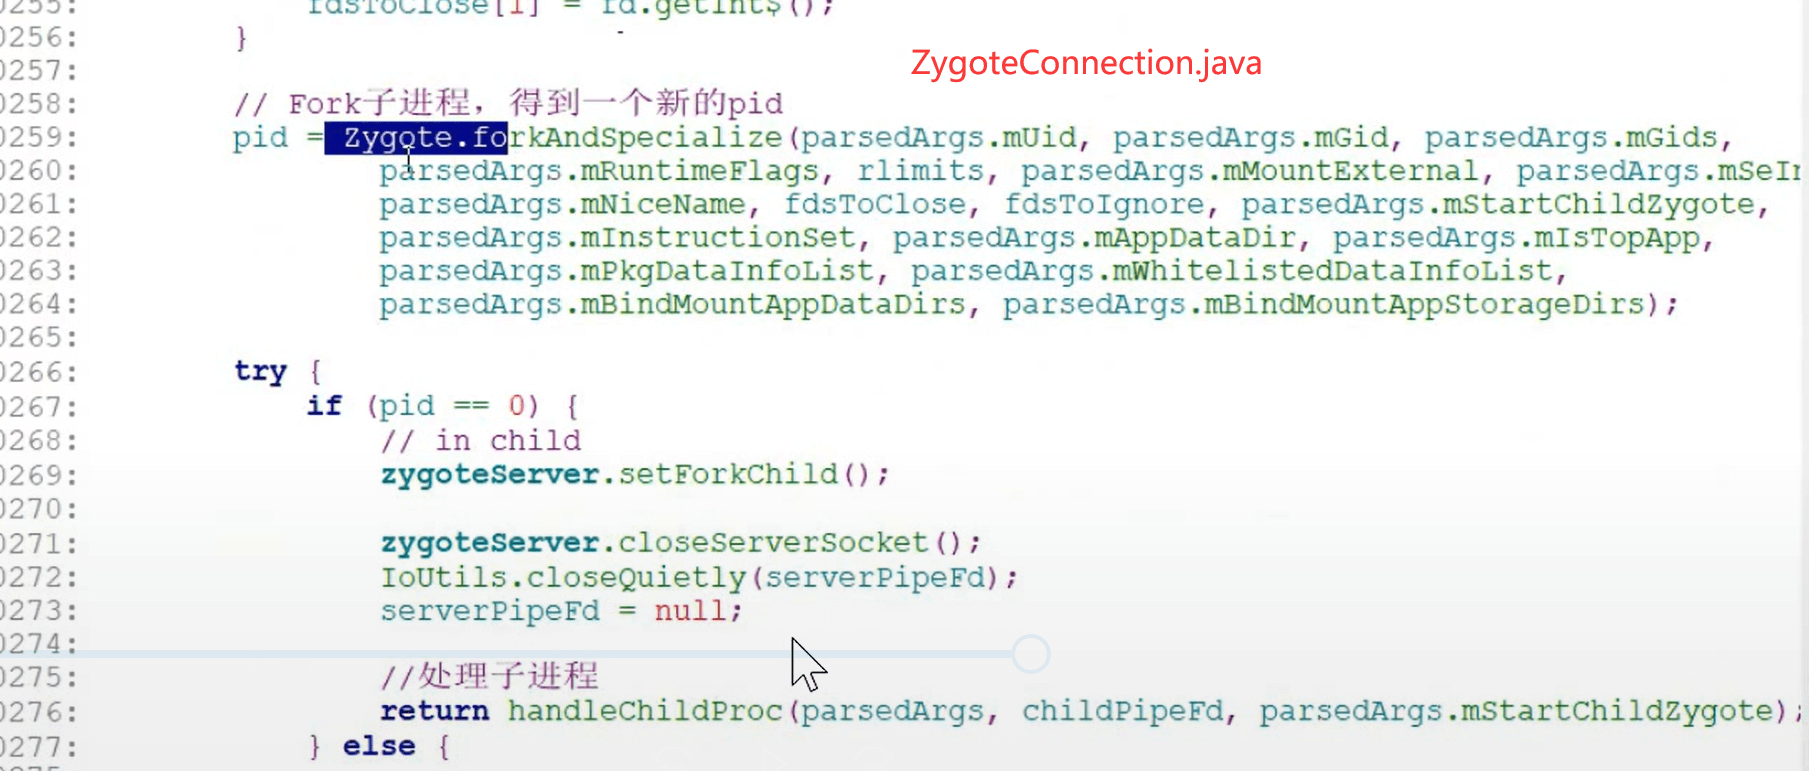 0255:             fdsToClose[1] = fd.getInt$();
0256:         }
ZygoteConnection.java
0257:
0258:         // Fork子进程，得到一个新的pid
0259:         pid = Zygote.forkAndSpecialize(parsedArgs.mUid, parsedArgs.mGid, parsedArgs.mGids,
0260:                 parsedArgs.mRuntimeFlags, rlimits, parsedArgs.mMountExternal, parsedArgs.mSeIn
0261:                 parsedArgs.mNiceName, fdsToClose, fdsToIgnore, parsedArgs.mStartChildZygote,
0262:                 parsedArgs.mInstructionSet, parsedArgs.mAppDataDir, parsedArgs.mIsTopApp,
0263:                 parsedArgs.mPkgDataInfoList, parsedArgs.mWhitelistedDataInfoList,
0264:                 parsedArgs.mBindMountAppDataDirs, parsedArgs.mBindMountAppStorageDirs);
0265:
0266:         try {
0267:             if (pid == 0) {
0268:                 // in child
0269:                 zygoteServer.setForkChild();
0270:
0271:                 zygoteServer.closeServerSocket();
0272:                 IoUtils.closeQuietly(serverPipeFd);
0273:                 serverPipeFd = null;
0274:
0275:                 //处理子进程
0276:                 return handleChildProc(parsedArgs, childPipeFd, parsedArgs.mStartChildZygote);
0277:             } else {